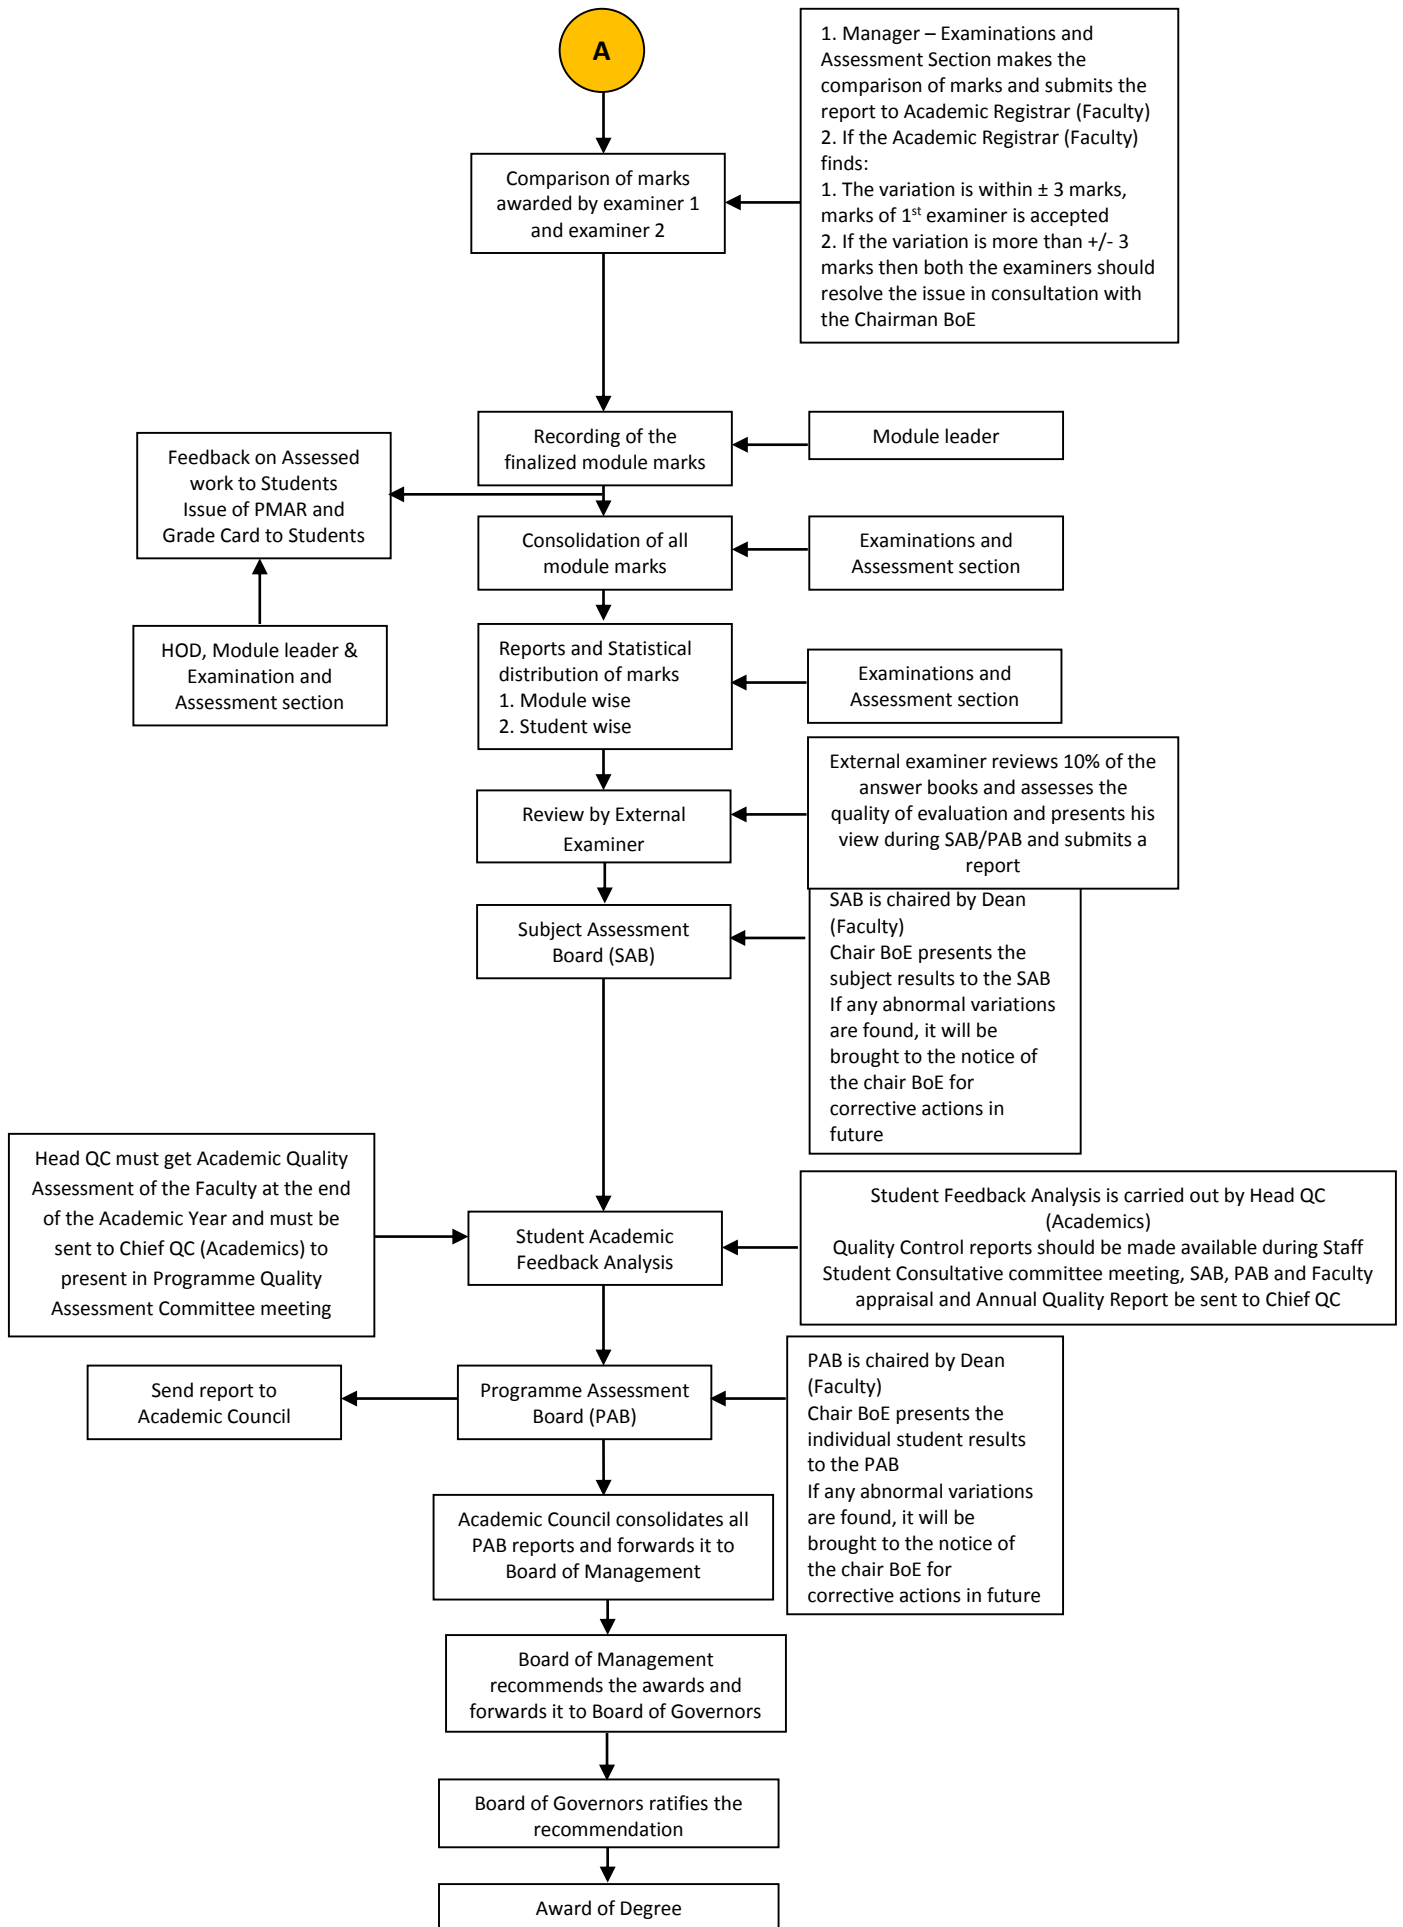 A
1. Manager – Examinations and
Assessment Section makes the
comparison of marks and submits the
report to Academic Registrar (Faculty)
2. If the Academic Registrar (Faculty)
finds:
1. The variation is within ± 3 marks,
marks of 1st examiner is accepted
2. If the variation is more than +/- 3
marks then both the examiners should
resolve the issue in consultation with
the Chairman BoE
Comparison of marks
awarded by examiner 1
and examiner 2
Recording of the
finalized module marks
Module leader
Feedback on Assessed
work to Students
Issue of PMAR and
Grade Card to Students
Consolidation of all
module marks
Examinations and
Assessment section
HOD, Module leader &
Examination and
Assessment section
Reports and Statistical
distribution of marks
1. Module wise
2. Student wise
Examinations and
Assessment section
External examiner reviews 10% of the
answer books and assesses the
quality of evaluation and presents his
view during SAB/PAB and submits a
report
Review by External
Examiner
SAB is chaired by Dean
(Faculty)
Chair BoE presents the
subject results to the SAB
If any abnormal variations
are found, it will be
brought to the notice of
the chair BoE for
corrective actions in
future
Subject Assessment
Board (SAB)
Head QC must get Academic Quality
Assessment of the Faculty at the end
of the Academic Year and must be
sent to Chief QC (Academics) to
present in Programme Quality
Assessment Committee meeting
Student Academic
Feedback Analysis
Student Feedback Analysis is carried out by Head QC
(Academics)
Quality Control reports should be made available during Staff
Student Consultative committee meeting, SAB, PAB and Faculty
appraisal and Annual Quality Report be sent to Chief QC
Send report to
Academic Council
Programme Assessment
Board (PAB)
PAB is chaired by Dean
(Faculty)
Chair BoE presents the
individual student results
to the PAB
If any abnormal variations
are found, it will be
brought to the notice of
the chair BoE for
corrective actions in future
Academic Council consolidates all
PAB reports and forwards it to
Board of Management
Board of Management
recommends the awards and
forwards it to Board of Governors
Board of Governors ratifies the
recommendation
Award of Degree